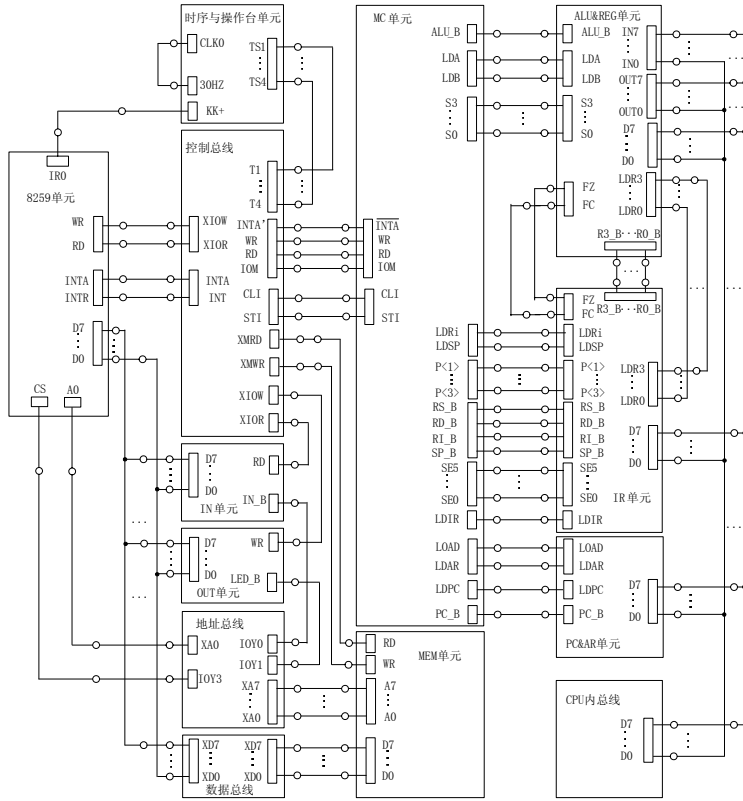 时序与操作台单元
CLK0
30HZ
KK+
TS1
TS4
8259单元
IR0
WR
RD
INTA
INTR
D7
D0
CS
A0
控制总线
T1
T4
XIOW
XIOR
INTA'
WR
RD
IOM
INTA
INT
CLI
STI
XMRD
XMWR
XIOW
XIOR
D7
D0
RD
IN_B
IN单元
D7
D0
WR
LED_B
OUT单元
地址总线
XA0
IOY3
IOY0
IOY1
XA7
XA0
XD7
XD0
XD7
XD0
数据总线
MC单元
ALU_B
LDA
LDB
S3
S0
INTA
WR
RD
IOM
CLI
STI
LDRi
LDSP
P<1>
P<3>
RS_B
RD_B
RI_B
SP_B
SE5
SE0
LDIR
LOAD
LDAR
LDPC
PC_B
MEM单元
RD
WR
A7
A0
D7
D0
ALU&REG单元
ALU_B
LDA
LDB
S3
S0
IN7
IN0
OUT7
OUT0
D7
D0
FZ
FC
LDR3
LDR0
R3_B···R0_B
FZ
FC
R3_B···R0_B
LDRi
LDSP
P<1>
P<3>
RS_B
RD_B
RI_B
SP_B
SE5
SE0
LDIR
LDR3
LDR0
D7
D0
IR单元
LOAD
LDAR
LDPC
PC_B
D7
D0
PC&AR单元
CPU内总线
D7
D0